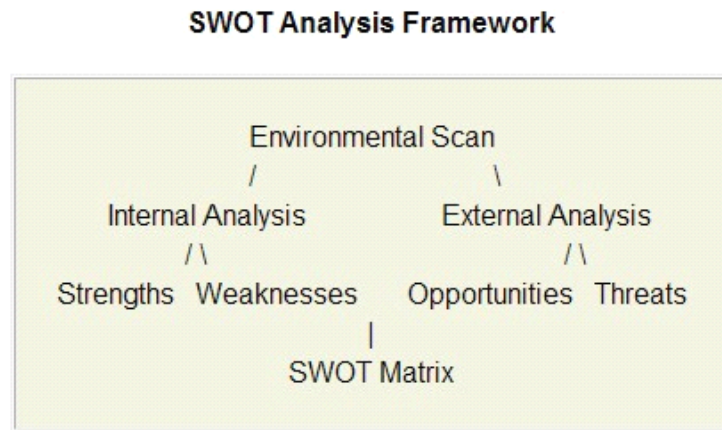 SWOT Analysis Framework
Environmental Scan
/ \
Internal Analysis External Analysis
/ \ / \
Strengths Weaknesses Opportunities Threats
|
SWOT Matrix